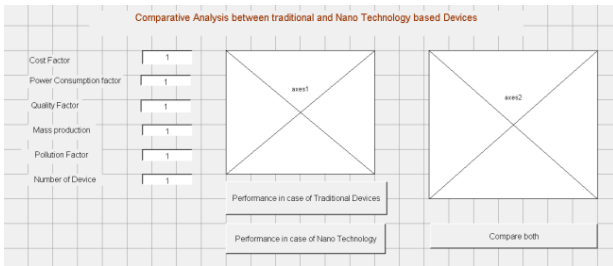 Comparative Analysis between traditional and Nano Technology based Devices
Cost Factor 1
Power Consumption factor 1
Quality Factor 1
Mass production 1
Pollution Factor 1
Number of Device 1
axes1
axes2
Performance in case of Traditional Devices
Performance in case of Nano Technology
Compare both